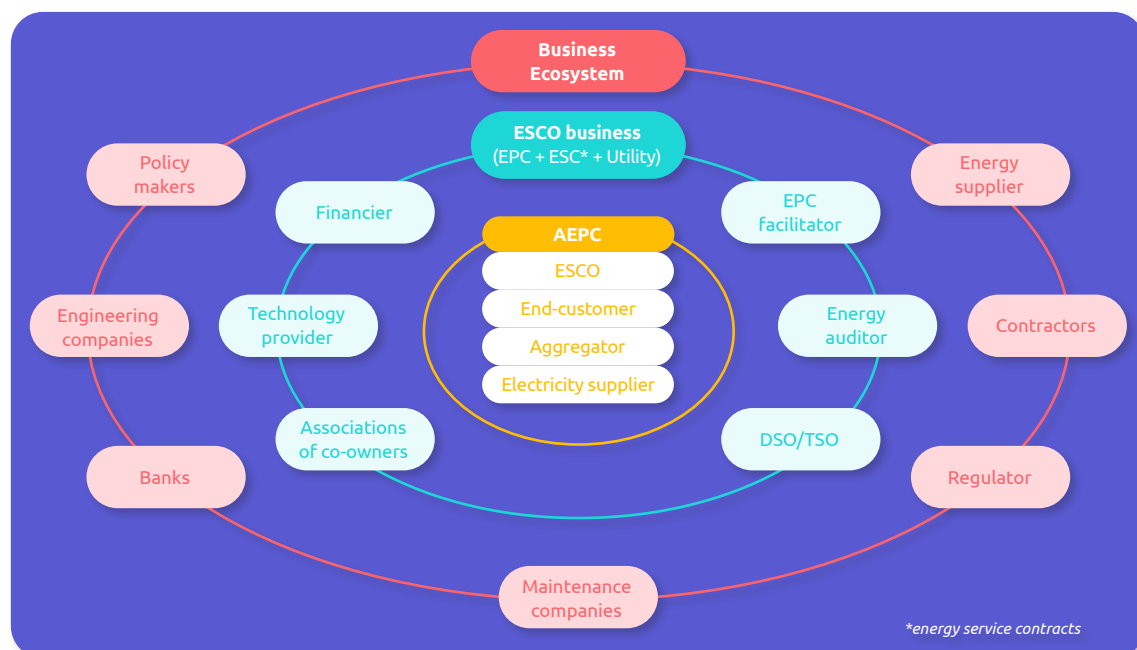 Business
Ecosystem
ESCO business
(EPC + ESC* + Utility)
Policy
makers
Energy
supplier
Financier
EPC
facilitator
AEPC
ESCO
End-customer
Aggregator
Electricity supplier
Engineering
companies
Technology
provider
Energy
auditor
Contractors
Associations
of co-owners
DSO/TSO
Banks
Regulator
Maintenance
companies
*energy service contracts